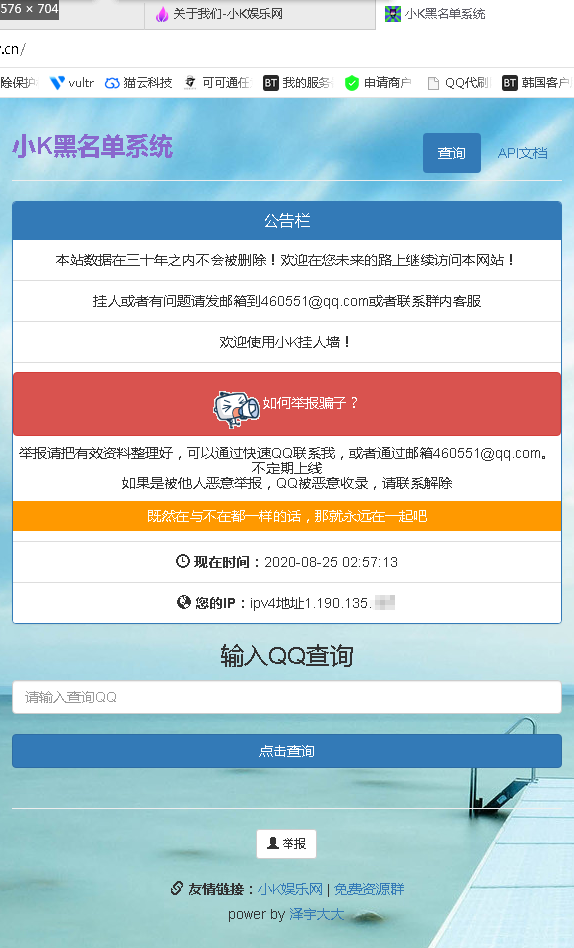 576 × 704
关于我们-小K娱乐网
小K黑名单系统
.cn/
除保护
vultr
猫云科技
可可通任
BT 我的服务
申请商户
QQ代刷
BT 韩国客户
小K黑名单系统
查询
API文档
公告栏
本站数据在三十年之内不会被删除！欢迎在您未来的路上继续访问本网站！
挂人或者有问题请发邮箱到460551@qq.com或者联系群内客服
欢迎使用小K挂人墙！
如何举报骗子？
举报请把有效资料整理好，可以通过快速QQ联系我，或者通过邮箱460551@qq.com。
不定期上线
如果是被他人恶意举报，QQ被恶意收录，请联系解除
既然在与不在都一样的话，那就永远在一起吧
现在时间：2020-08-25 02:57:13
您的IP：ipv4地址1.190.135.
输入QQ查询
请输入查询QQ
点击查询
举报
友情链接：小K娱乐网 | 免费资源群
power by 泽宇大大